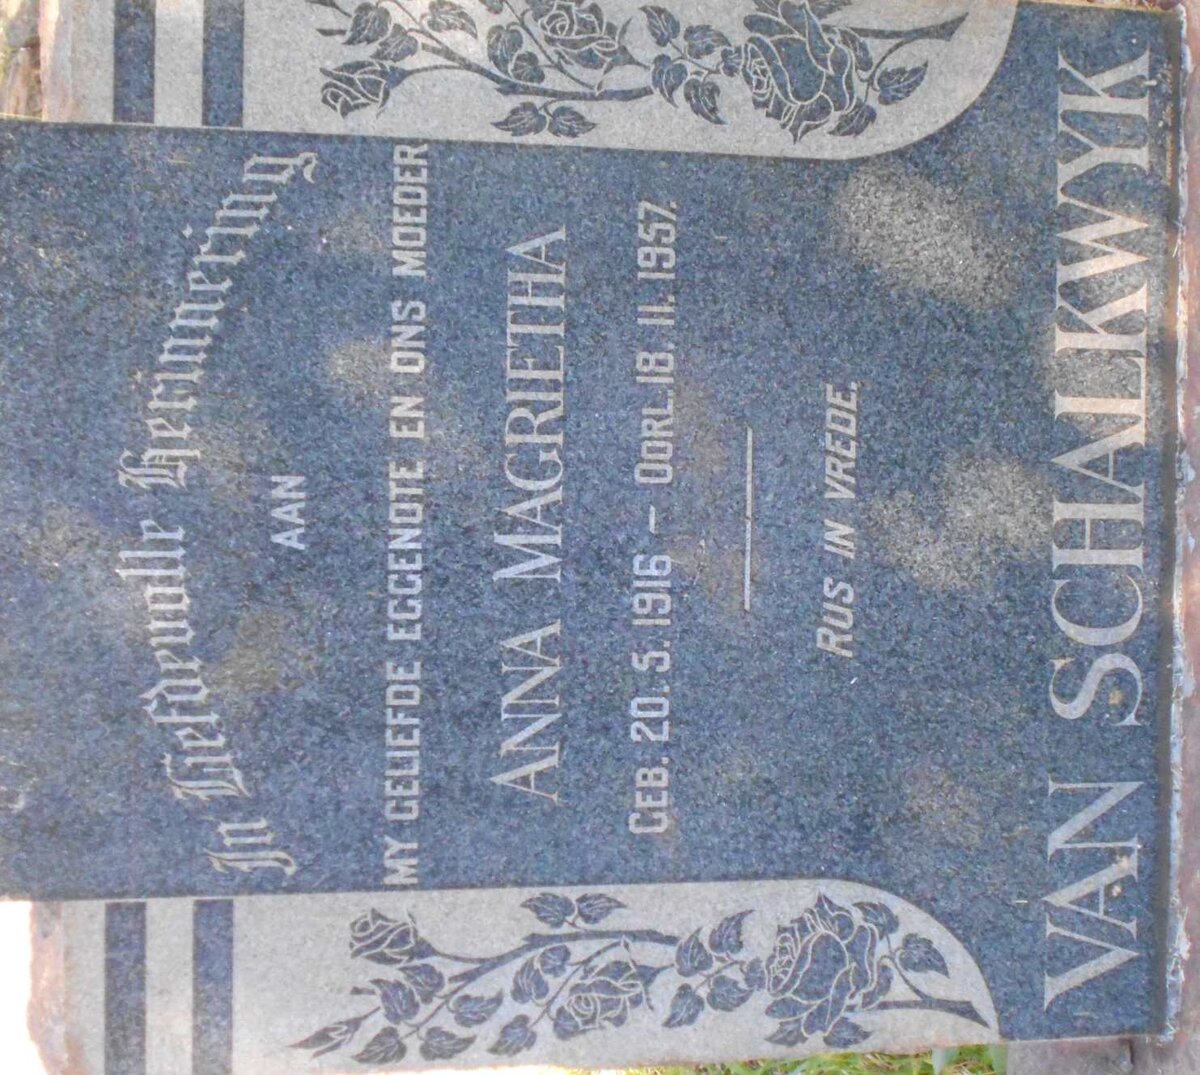 In Liefdevolle Herinnering
AAN
MY GELIEFDE EGGENOTE EN ONS MOEDER
ANNA MAGRIETHA
GEB. 20. 5. 1916 — OORL. 18. 11. 1957.
RUS IN VREDE.
VAN SCHALKWYK